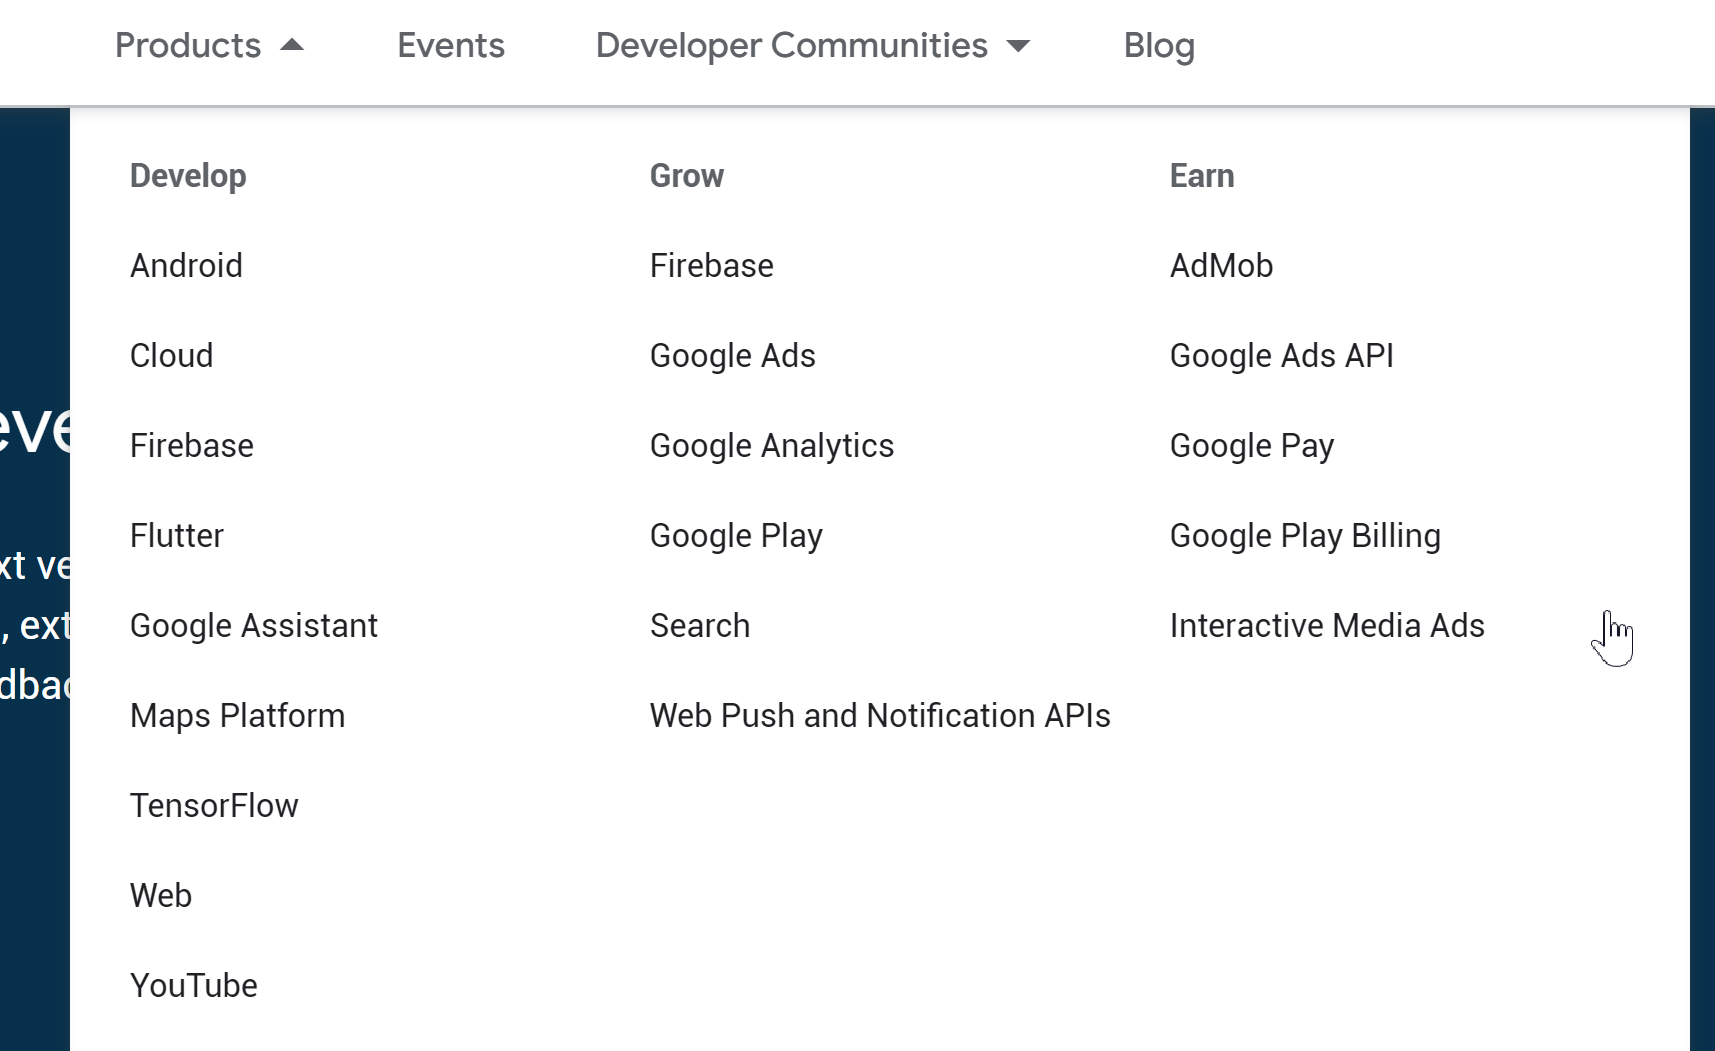 Products
Events
Developer Communities
Blog
Develop
Android
Cloud
Firebase
Flutter
Google Assistant
Maps Platform
TensorFlow
Web
YouTube
Grow
Firebase
Google Ads
Google Analytics
Google Play
Search
Web Push and Notification APIs
Earn
AdMob
Google Ads API
Google Pay
Google Play Billing
Interactive Media Ads